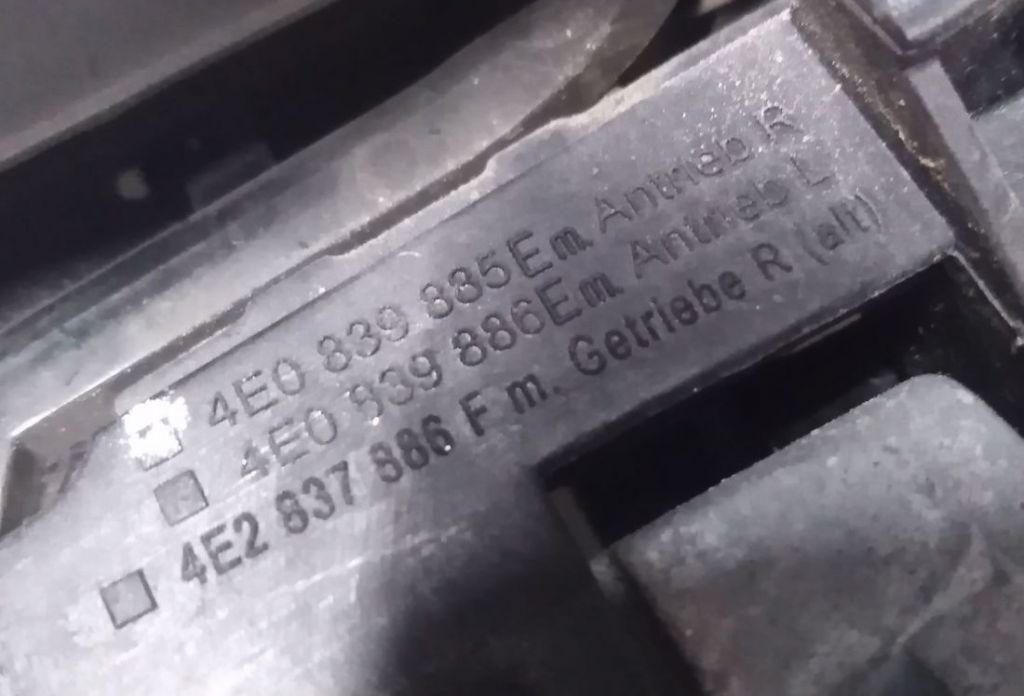 4E0 839 885E m. Antrieb R
4E0 839 886E m. Antrieb L
4E2 837 886 F m. Getriebe R (alt)